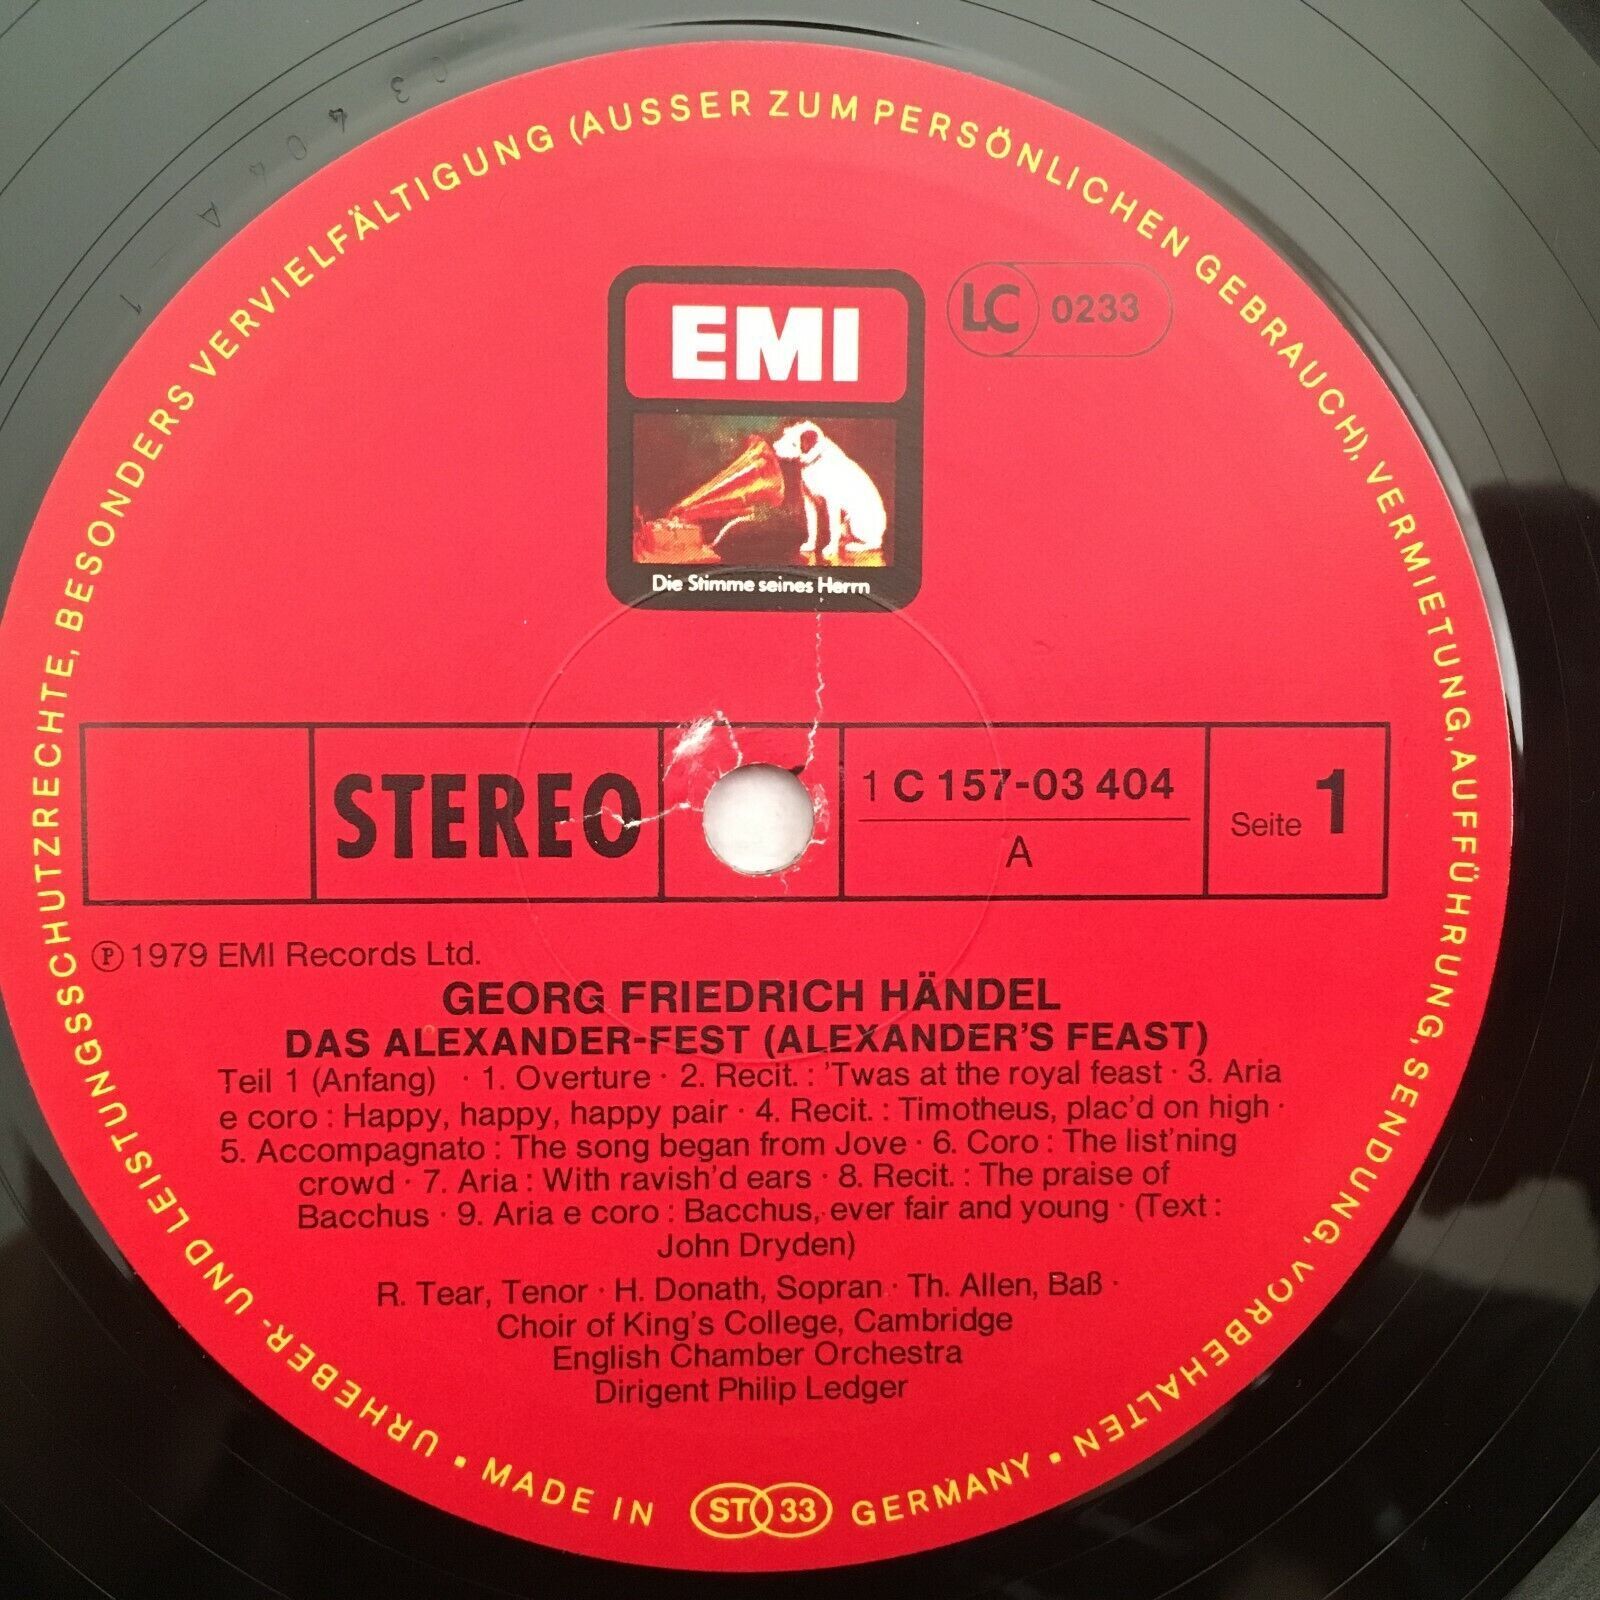 URHEBER- UND LEISTUNGSSCHUTZRECHTE, BESONDERS VERVIELFÄLTIGUNG (AUSSER ZUM PERSÖNLICHEN GEBRAUCH), VERMIETUNG, AUFFÜHRUNG, SENDUNG, VORBEHALTEN •
EMI
LC 0233
Die Stimme seines Herrn
STEREO
1 C 157-03 404
A
Seite 1
℗ 1979 EMI Records Ltd.
GEORG FRIEDRICH HÄNDEL
DAS ALEXANDER-FEST (ALEXANDER'S FEAST)
Teil 1 (Anfang) · 1. Overture · 2. Recit. : 'Twas at the royal feast · 3. Aria
e coro : Happy, happy, happy pair · 4. Recit. : Timotheus, plac'd on high ·
5. Accompagnato : The song began from Jove · 6. Coro : The list'ning
crowd · 7. Aria : With ravish'd ears · 8. Recit. : The praise of
Bacchus · 9. Aria e coro : Bacchus, ever fair and young · (Text :
John Dryden)
R. Tear, Tenor · H. Donath, Sopran · Th. Allen, Baß ·
Choir of King's College, Cambridge
English Chamber Orchestra
Dirigent Philip Ledger
• MADE IN ST 33 GERMANY •